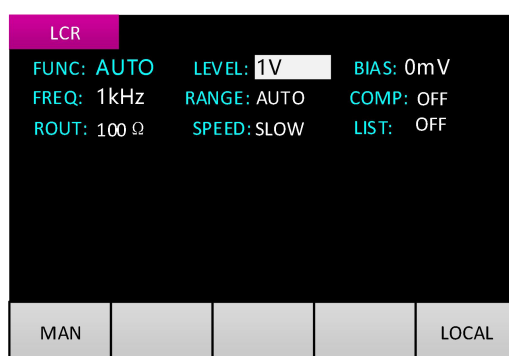 LCR
FUNC: AUTO LEVEL: 1V BIAS: 0mV
FREQ: 1kHz RANGE: AUTO COMP: OFF
ROUT: 100 Ω SPEED: SLOW LIST: OFF
MAN LOCAL